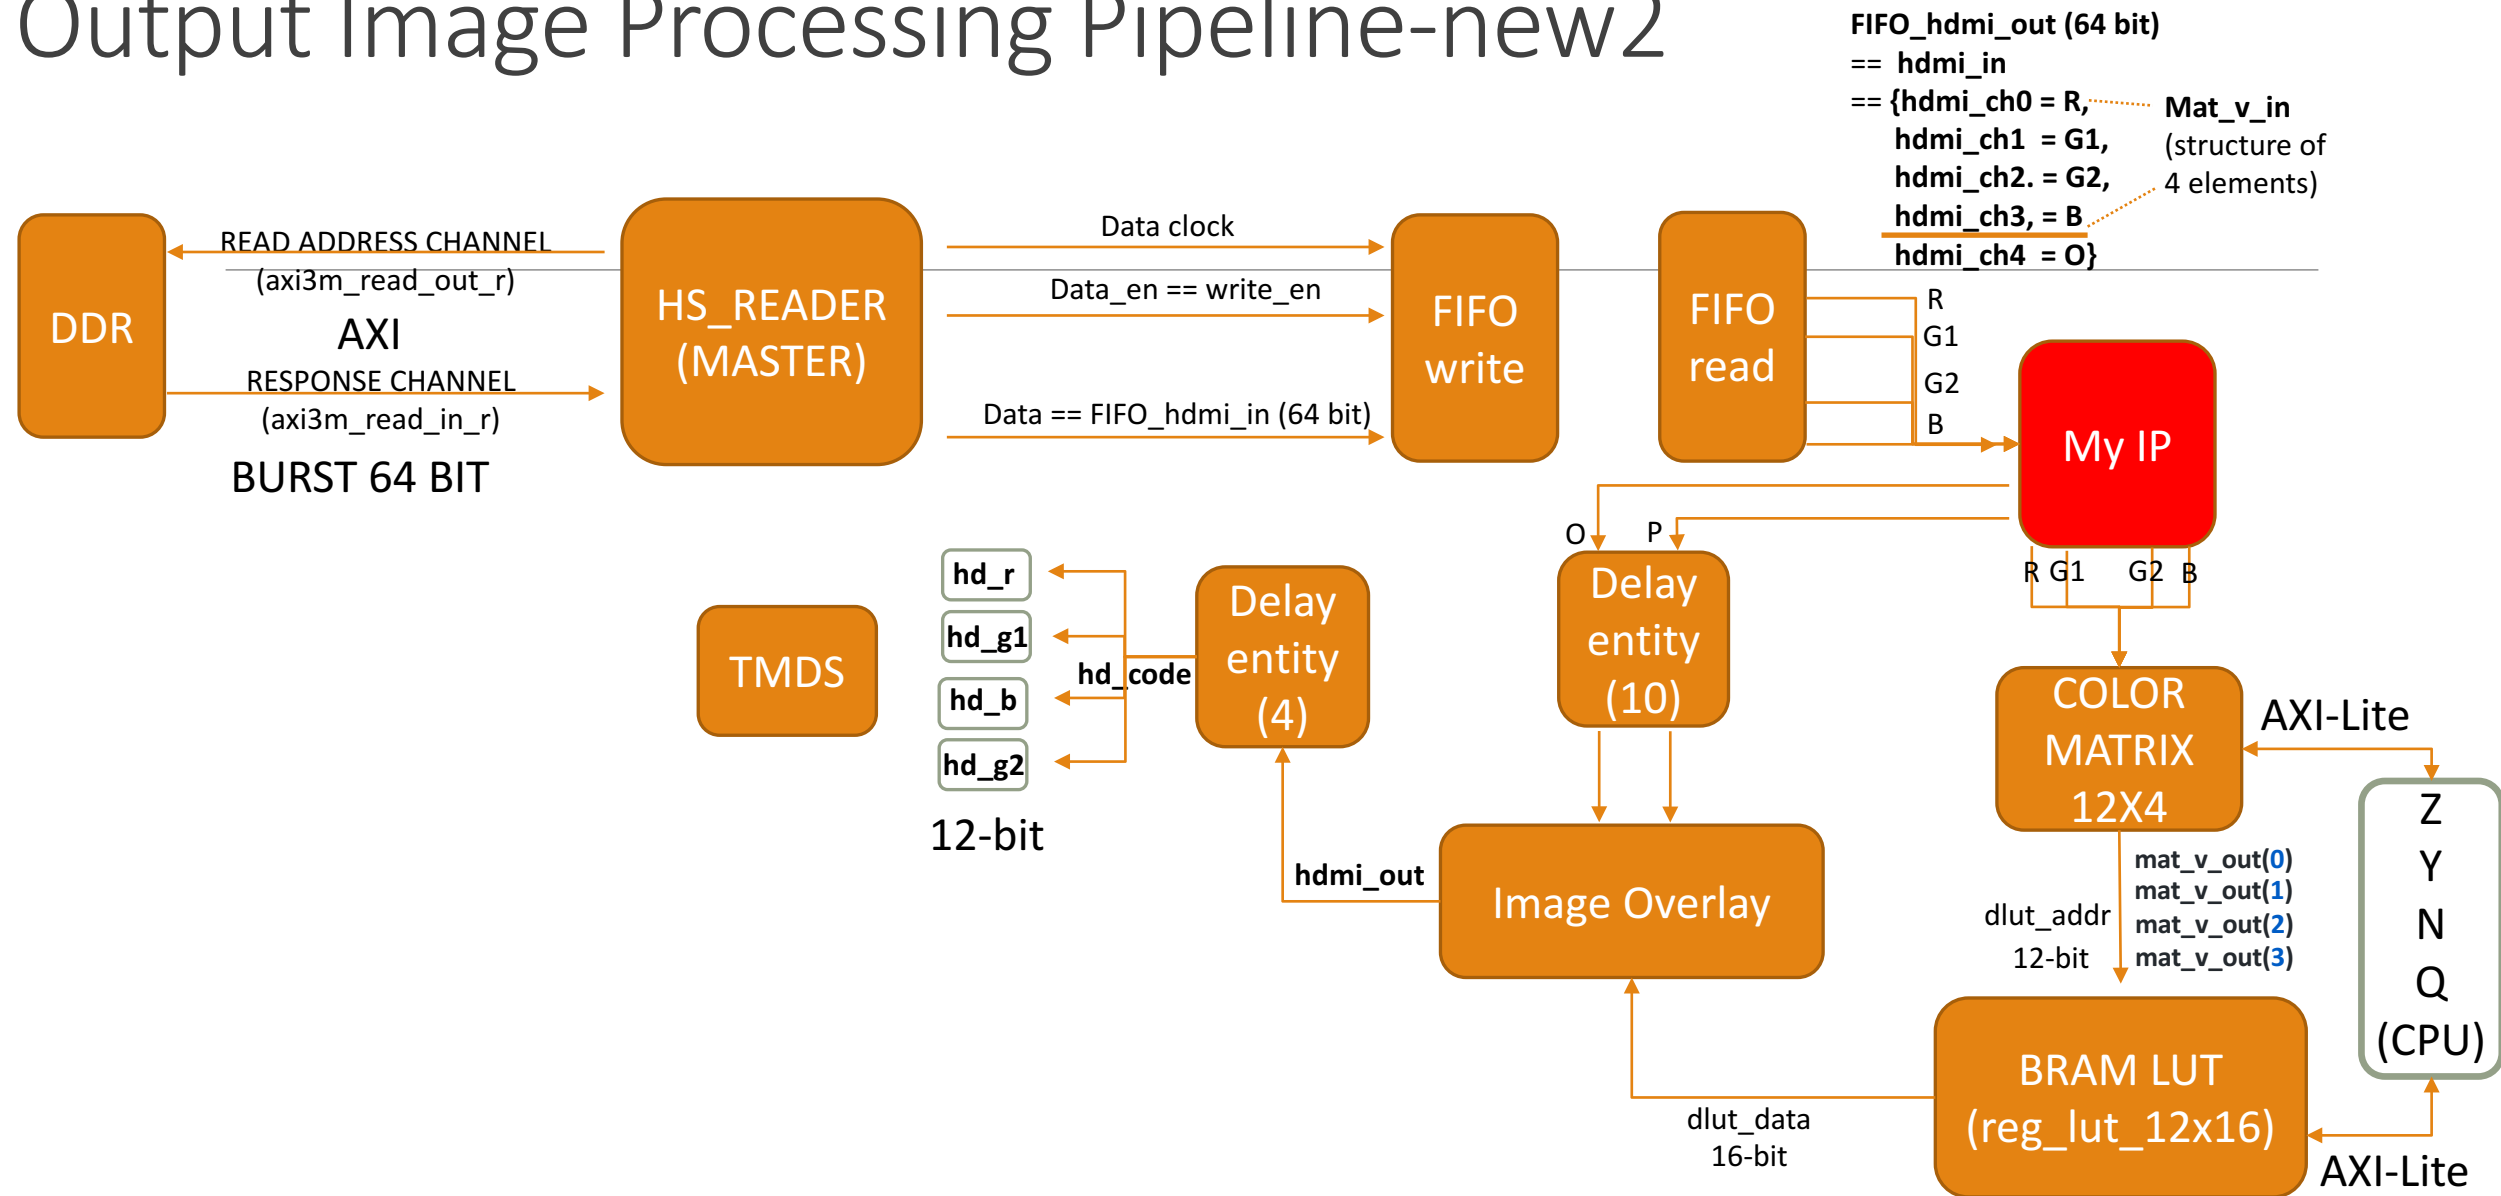 Output Image Processing Pipeline-new2
FIFO_hdmi_out (64 bit)
== hdmi_in
== {hdmi_ch0 = R,
hdmi_ch1 = G1,
hdmi_ch2. = G2,
hdmi_ch3, = B
hdmi_ch4 = O}
Mat_v_in
(structure of
4 elements)
DDR
READ ADDRESS CHANNEL
(axi3m_read_out_r)
AXI
RESPONSE CHANNEL
(axi3m_read_in_r)
BURST 64 BIT
HS_READER
(MASTER)
Data clock
Data_en == write_en
Data == FIFO_hdmi_in (64 bit)
FIFO
write
FIFO
read
R
G1
G2
B
My IP
O
P
R
G1
G2
B
TMDS
hd_r
hd_g1
hd_b
hd_g2
12-bit
hd_code
Delay
entity
(4)
Delay
entity
(10)
COLOR
MATRIX
12X4
AXI-Lite
Z
Y
N
Q
(CPU)
hdmi_out
Image Overlay
dlut_addr
12-bit
mat_v_out(0)
mat_v_out(1)
mat_v_out(2)
mat_v_out(3)
BRAM LUT
(reg_lut_12x16)
dlut_data
16-bit
AXI-Lite